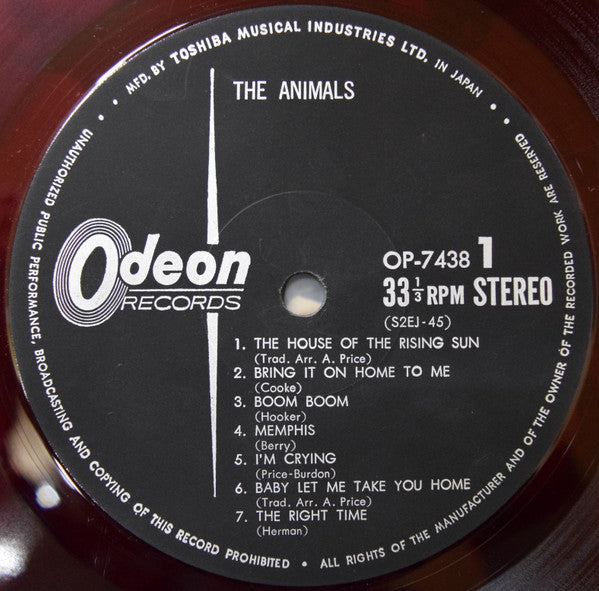 • MFD. BY TOSHIBA MUSICAL INDUSTRIES LTD. IN JAPAN •
THE ANIMALS
Odeon
RECORDS
OP-7438 1
33 1/3 RPM STEREO
(S2EJ-45)
1. THE HOUSE OF THE RISING SUN
(Trad. Arr. A. Price)
2. BRING IT ON HOME TO ME
(Cooke)
3. BOOM BOOM
(Hooker)
4. MEMPHIS
(Berry)
5. I'M CRYING
(Price-Burdon)
6. BABY LET ME TAKE YOU HOME
(Trad. Arr. A. Price)
7. THE RIGHT TIME
(Herman)
UNAUTHORIZED PUBLIC PERFORMANCE, BROADCASTING AND COPYING OF THIS RECORD PROHIBITED • ALL RIGHTS OF THE MANUFACTURER AND OF THE OWNER OF THE RECORDED WORK ARE RESERVED